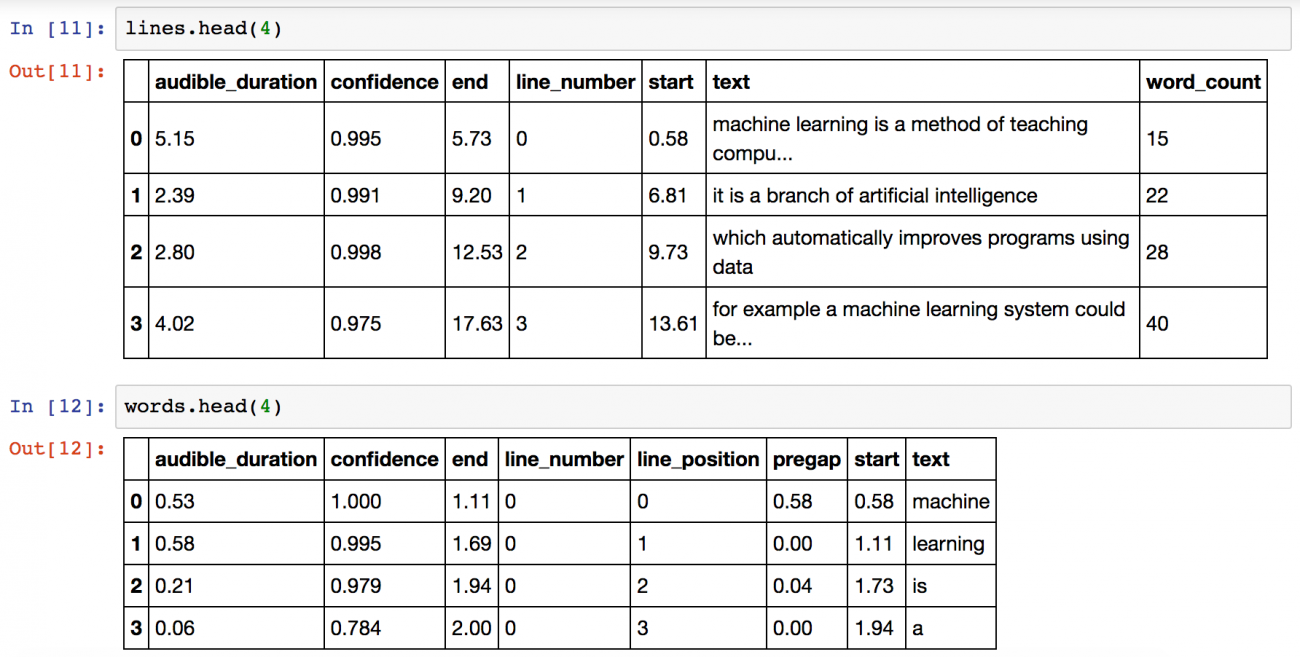 In [11]: lines.head(4)
Out[11]:
audible_duration confidence end line_number start text word_count
0 5.15 0.995 5.73 0 0.58 machine learning is a method of teaching
compu... 15
1 2.39 0.991 9.20 1 6.81 it is a branch of artificial intelligence 22
2 2.80 0.998 12.53 2 9.73 which automatically improves programs using
data 28
3 4.02 0.975 17.63 3 13.61 for example a machine learning system could
be... 40
In [12]: words.head(4)
Out[12]:
audible_duration confidence end line_number line_position pregap start text
0 0.53 1.000 1.11 0 0 0.58 0.58 machine
1 0.58 0.995 1.69 0 1 0.00 1.11 learning
2 0.21 0.979 1.94 0 2 0.04 1.73 is
3 0.06 0.784 2.00 0 3 0.00 1.94 a